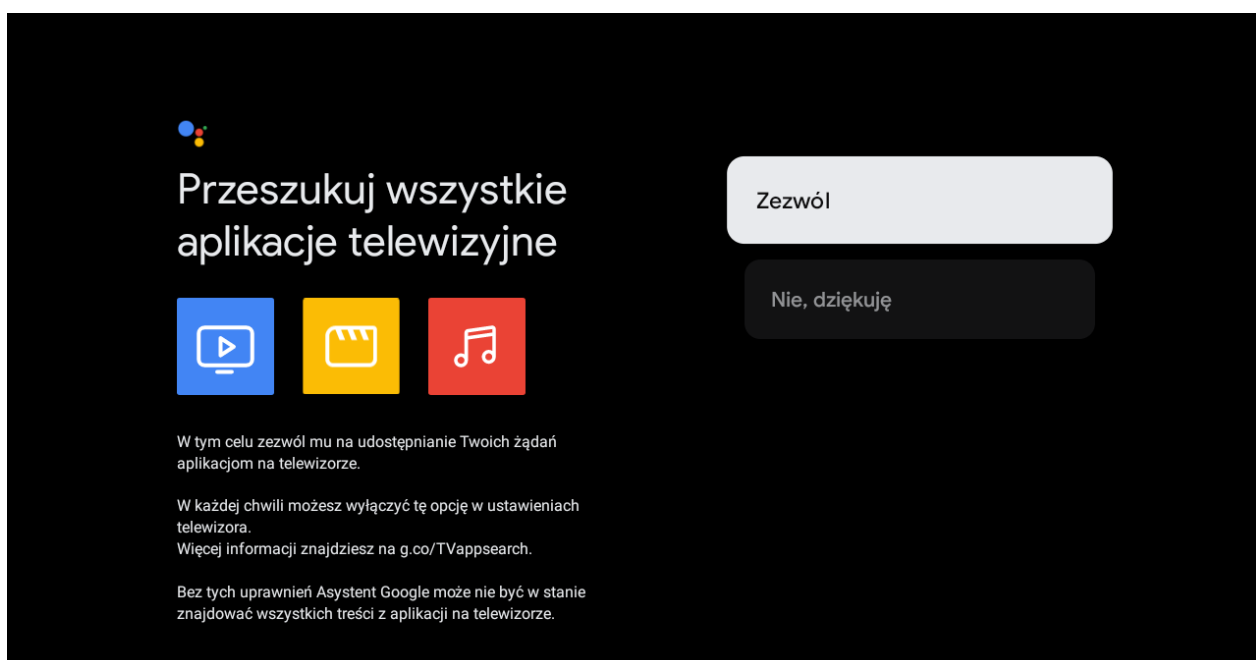 Przeszukuj wszystkie
aplikacje telewizyjne
W tym celu zezwól mu na udostępnianie Twoich żądań
aplikacjom na telewizorze.
W każdej chwili możesz wyłączyć tę opcję w ustawieniach
telewizora.
Więcej informacji znajdziesz na g.co/TVappsearch.
Bez tych uprawnień Asystent Google może nie być w stanie
znajdować wszystkich treści z aplikacji na telewizorze.
Zezwól
Nie, dziękuję